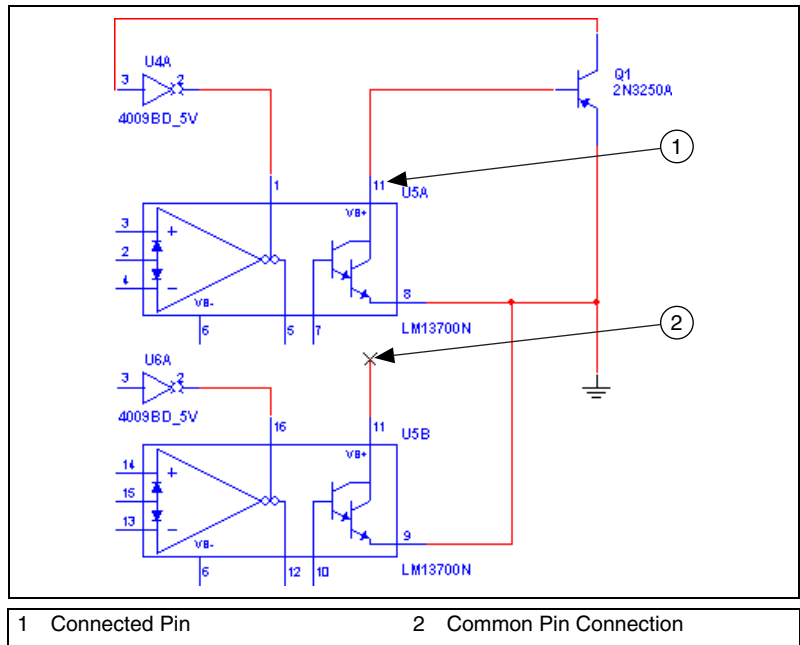 U4A
3 2
4009BD_5V
Q1
2N3250A
1
1 11
U5A
VB+
3 +
2
4 -
8
VB-
6 5 7
LM13700N
2
U6A
3 2
4009BD_5V
16 11
U5B
VB+
14 +
15
13 -
9
VB-
6 12 10
LM13700N
1 Connected Pin 2 Common Pin Connection